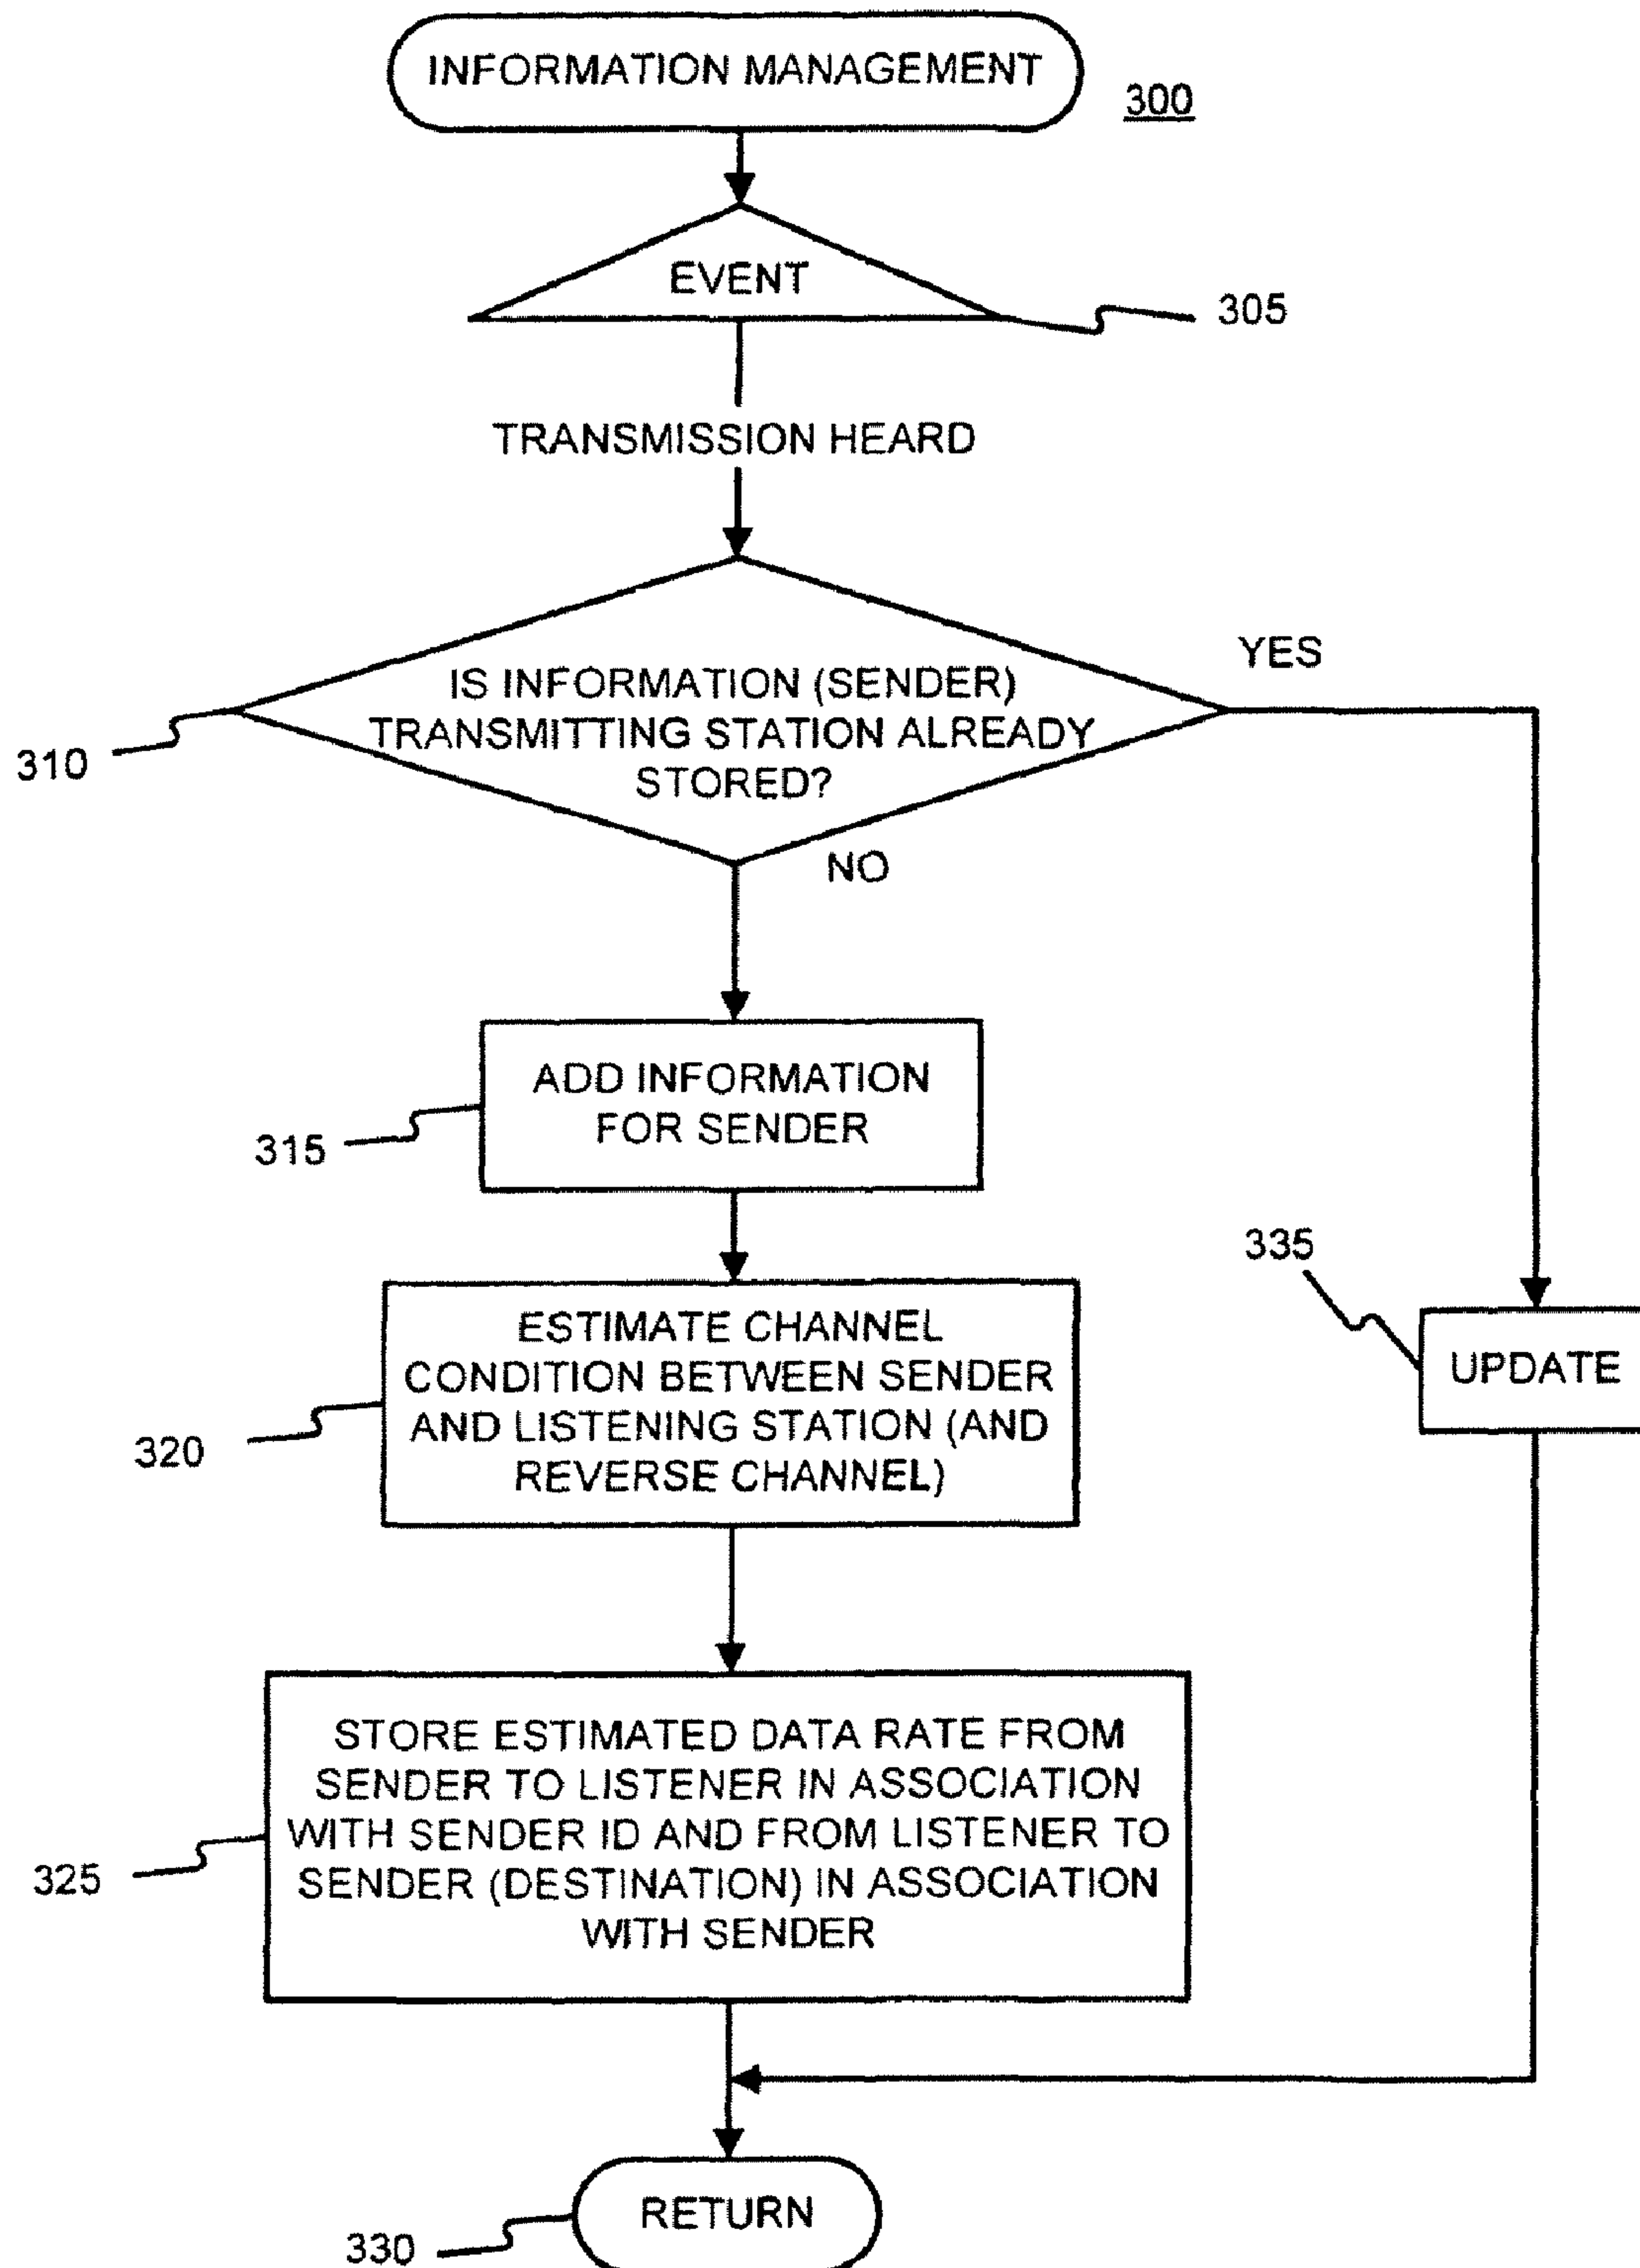 INFORMATION MANAGEMENT
300
EVENT
305
TRANSMISSION HEARD
YES
IS INFORMATION (SENDER)
TRANSMITTING STATION ALREADY
STORED?
310
NO
ADD INFORMATION
FOR SENDER
315
335
ESTIMATE CHANNEL
CONDITION BETWEEN SENDER
AND LISTENING STATION (AND
REVERSE CHANNEL)
320
UPDATE
STORE ESTIMATED DATA RATE FROM
SENDER TO LISTENER IN ASSOCIATION
WITH SENDER ID AND FROM LISTENER TO
SENDER (DESTINATION) IN ASSOCIATION
WITH SENDER
325
RETURN
330